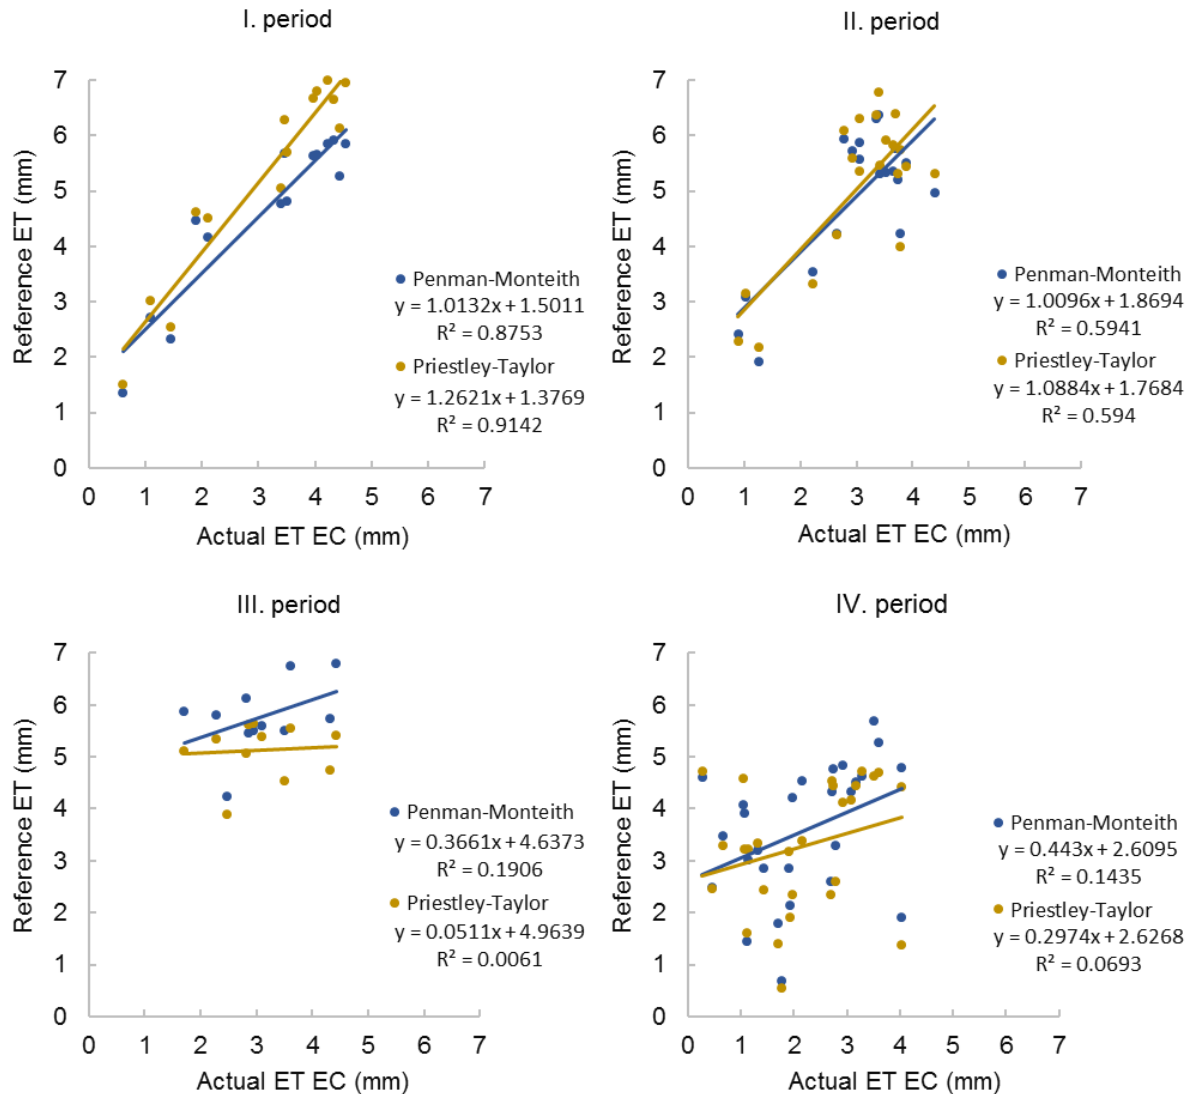 I. period
Reference ET (mm)
7
6
5
4
3
2
1
0
0 1 2 3 4 5 6 7
Actual ET EC (mm)
Penman-Monteith
y = 1.0132x + 1.5011
R² = 0.8753
Priestley-Taylor
y = 1.2621x + 1.3769
R² = 0.9142
II. period
Reference ET (mm)
7
6
5
4
3
2
1
0
0 1 2 3 4 5 6 7
Actual ET EC (mm)
Penman-Monteith
y = 1.0096x + 1.8694
R² = 0.5941
Priestley-Taylor
y = 1.0884x + 1.7684
R² = 0.594
III. period
Reference ET (mm)
7
6
5
4
3
2
1
0
0 1 2 3 4 5 6 7
Actual ET EC (mm)
Penman-Monteith
y = 0.3661x + 4.6373
R² = 0.1906
Priestley-Taylor
y = 0.0511x + 4.9639
R² = 0.0061
IV. period
Reference ET (mm)
7
6
5
4
3
2
1
0
0 1 2 3 4 5 6 7
Actual ET EC (mm)
Penman-Monteith
y = 0.443x + 2.6095
R² = 0.1435
Priestley-Taylor
y = 0.2974x + 2.6268
R² = 0.0693